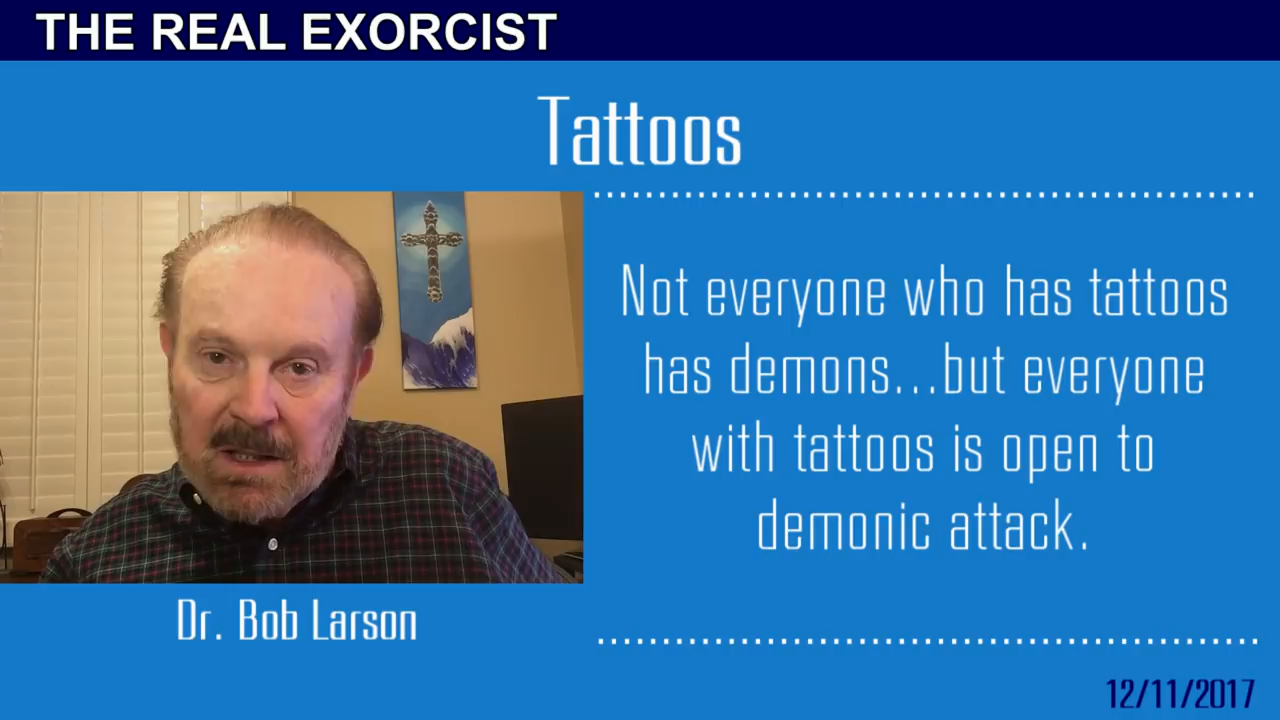 THE REAL EXORCIST
Tattoos
Not everyone who has tattoos
has demons...but everyone
with tattoos is open to
demonic attack.
Dr. Bob Larson
12/11/2017